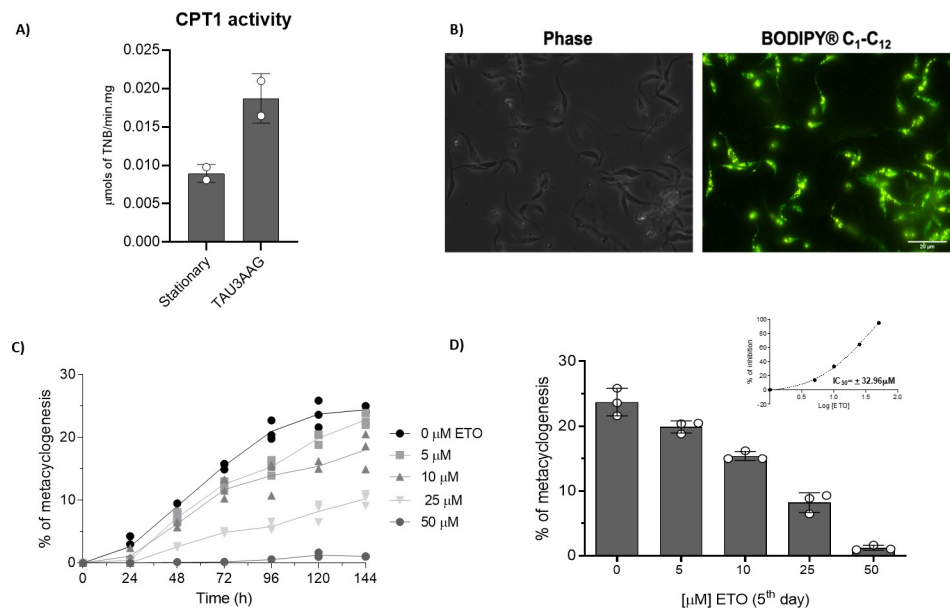 A)
CPT1 activity
µmols of TNB/min.mg
0.020
0.015
0.010
0.005
0.000
0.025
Stationary
TAU3AAG
B)
Phase
BODIPY® C1-C12
20 µm
C)
% of metacyclogenesis
30
20
10
0
0 24 48 72 96 120 144
Time (h)
0 µM ETO
5 µM
10 µM
25 µM
50 µM
D)
% of metacyclogenesis
30
20
10
0
0 5 10 25 50
[µM] ETO (5th day)
% of inhibition
100
80
60
40
20
0
-20
0.0 0.5 1.0 1.5 2.0
Log [ETO]
IC50= ± 32.96µM